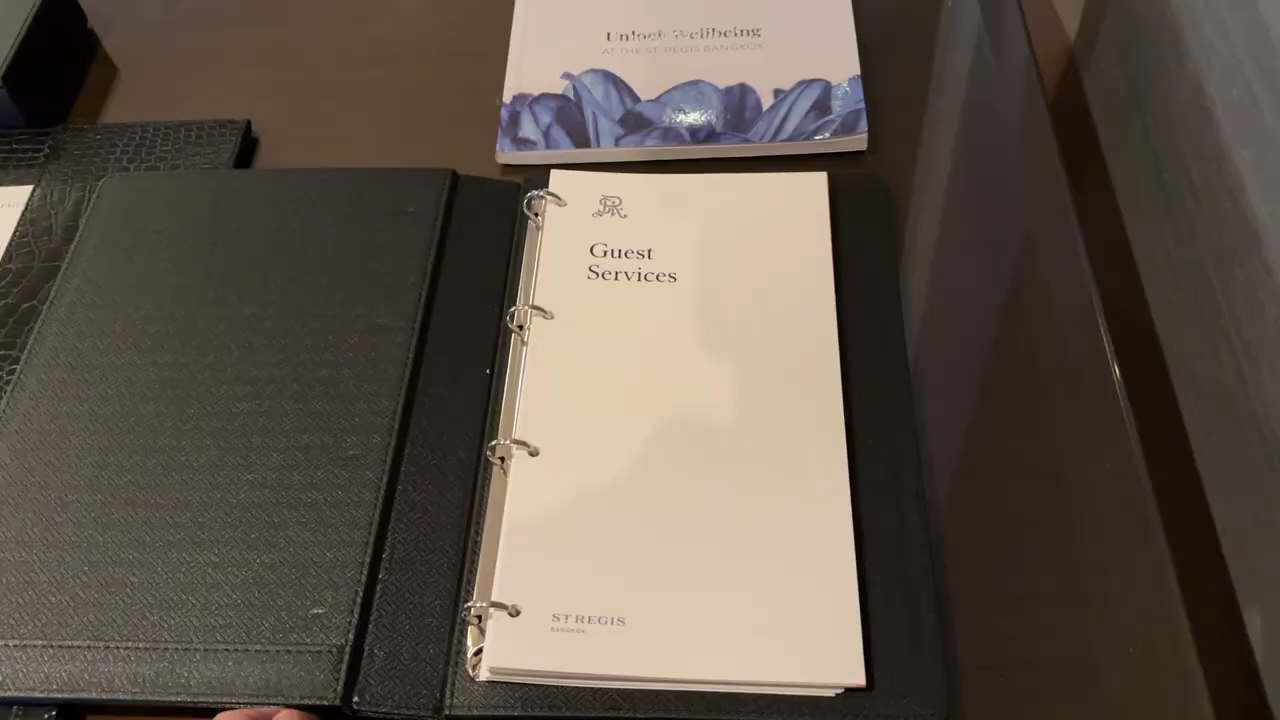 Unlock Wellbeing
AT THE ST. REGIS BANGKOK
Guest
Services
ST REGIS
BANGKOK